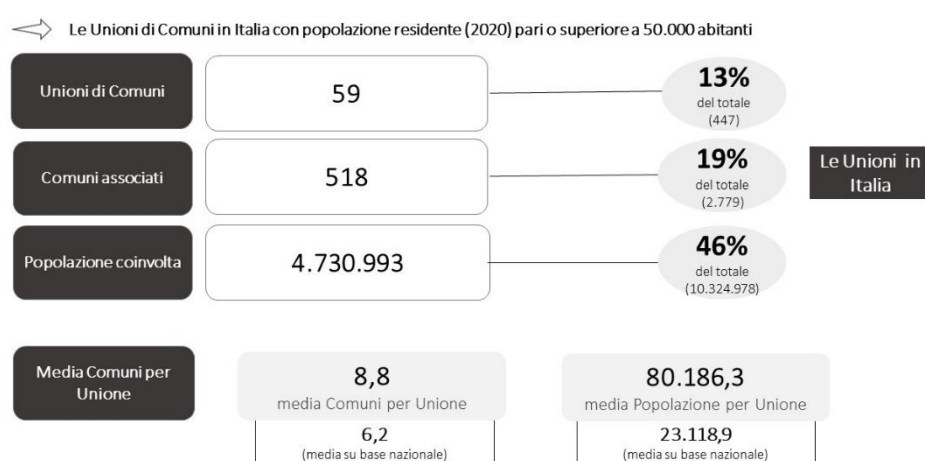 Le Unioni di Comuni in Italia con popolazione residente (2020) pari o superiore a 50.000 abitanti
Unioni di Comuni
59
13%
del totale
(447)
Comuni associati
518
19%
del totale
(2.779)
Le Unioni in
Italia
Popolazione coinvolta
4.730.993
46%
del totale
(10.324.978)
Media Comuni per
Unione
8,8
media Comuni per Unione
6,2
(media su base nazionale)
80.186,3
media Popolazione per Unione
23.118,9
(media su base nazionale)